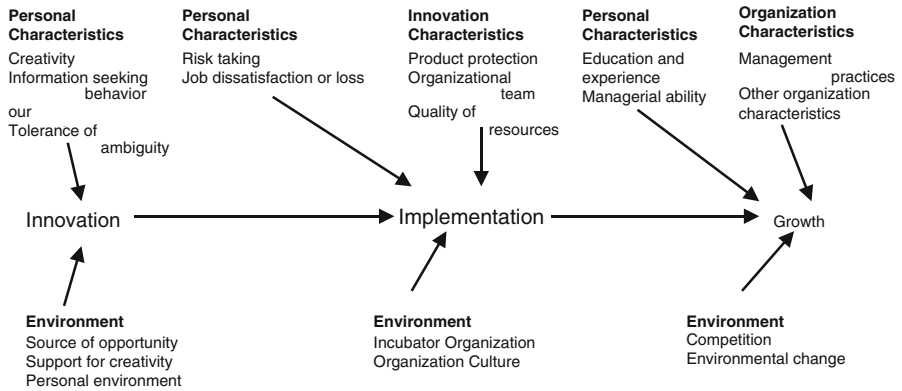 Personal
Characteristics
Creativity
Information seeking
behavior
our
Tolerance of
ambiguity
Personal
Characteristics
Risk taking
Job dissatisfaction or loss
Innovation
Characteristics
Product protection
Organizational
team
Quality of
resources
Personal
Characteristics
Education and
experience
Managerial ability
Organization
Characteristics
Management
practices
Other organization
characteristics
Innovation
Implementation
Growth
Environment
Source of opportunity
Support for creativity
Personal environment
Environment
Incubator Organization
Organization Culture
Environment
Competition
Environmental change